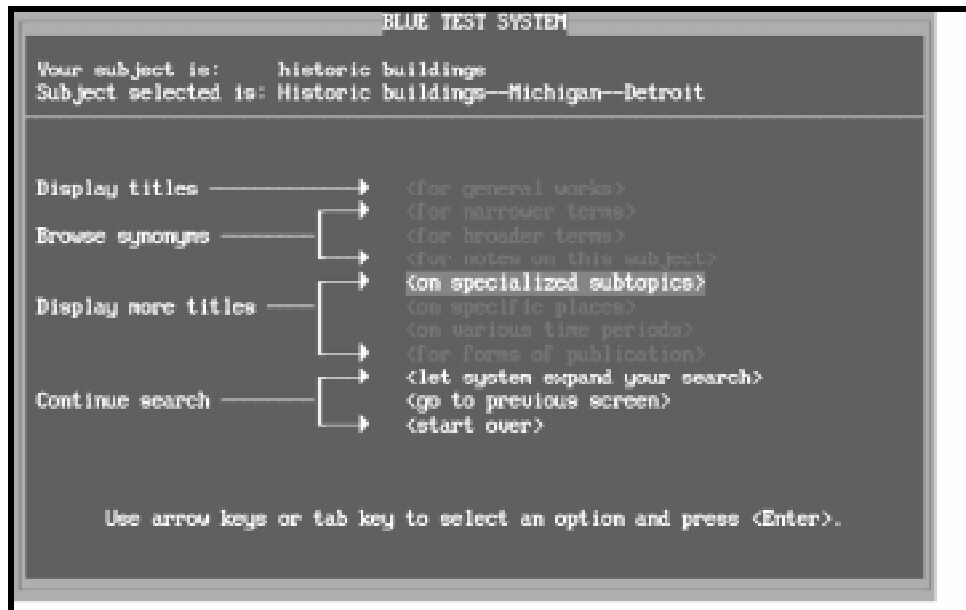 BLUE TEST SYSTEM
Your subject is: historic buildings
Subject selected is: Historic buildings--Michigan--Detroit
Display titles <for general works>
<for narrower terms>
Browse synonyms <for broader terms>
<for notes on this subject>
<on specialized subtopics>
Display more titles <on specific places>
<on various time periods>
<for forms of publication>
<let system expand your search>
Continue search <go to previous screen>
<start over>
Use arrow keys or tab key to select an option and press <Enter>.